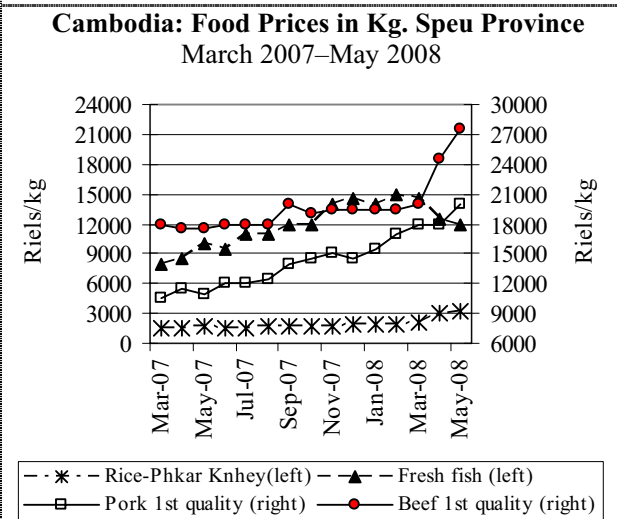 Cambodia: Food Prices in Kg. Speu Province
March 2007–May 2008
24000 30000
21000 27000
18000 24000
15000 21000
12000 18000
9000 15000
6000 12000
3000 9000
0 6000
Riels/kg
Riels/kg
Mar-07
May-07
Jul-07
Sep-07
Nov-07
Jan-08
Mar-08
May-08
Rice-Phkar Knhey(left) Fresh fish (left)
Pork 1st quality (right) Beef 1st quality (right)